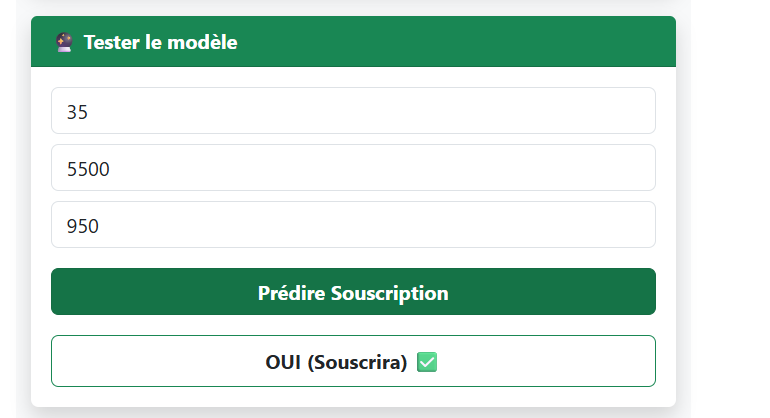 🔮 Tester le modèle
35
5500
950
Prédire Souscription
OUI (Souscrira) ✅